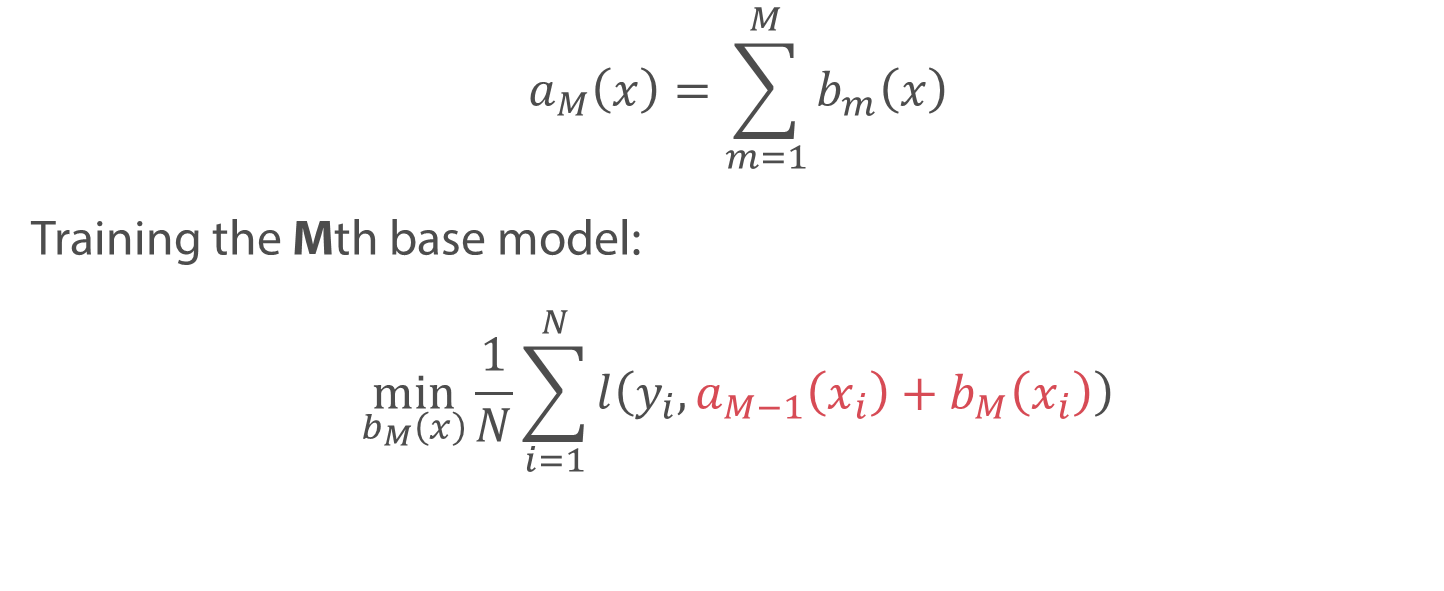 a_M(x) = ∑_{m=1}^{M} b_m(x)
Training the Mth base model:
min_{b_M(x)} 1/N ∑_{i=1}^{N} l(y_i, a_{M−1}(x_i) + b_M(x_i))